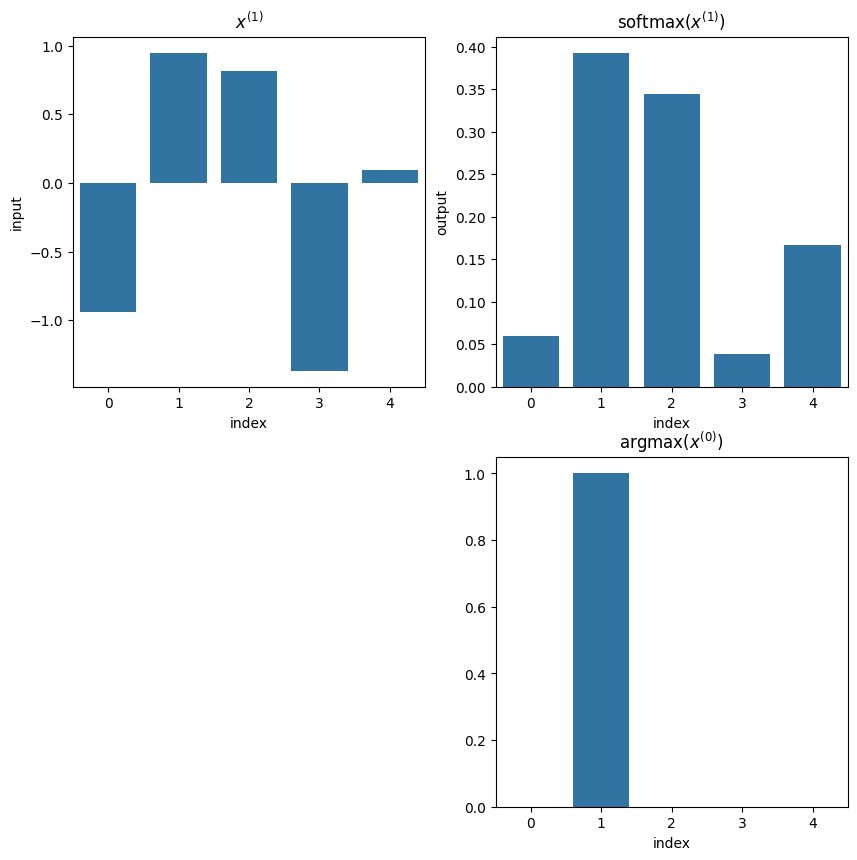 x^(1)
1.0
0.5
0.0
−0.5
−1.0
input
0 1 2 3 4
index
softmax(x^(1))
0.40
0.35
0.30
0.25
0.20
0.15
0.10
0.05
0.00
output
0 1 2 3 4
index
argmax(x^(0))
1.0
0.8
0.6
0.4
0.2
0.0
0 1 2 3 4
index